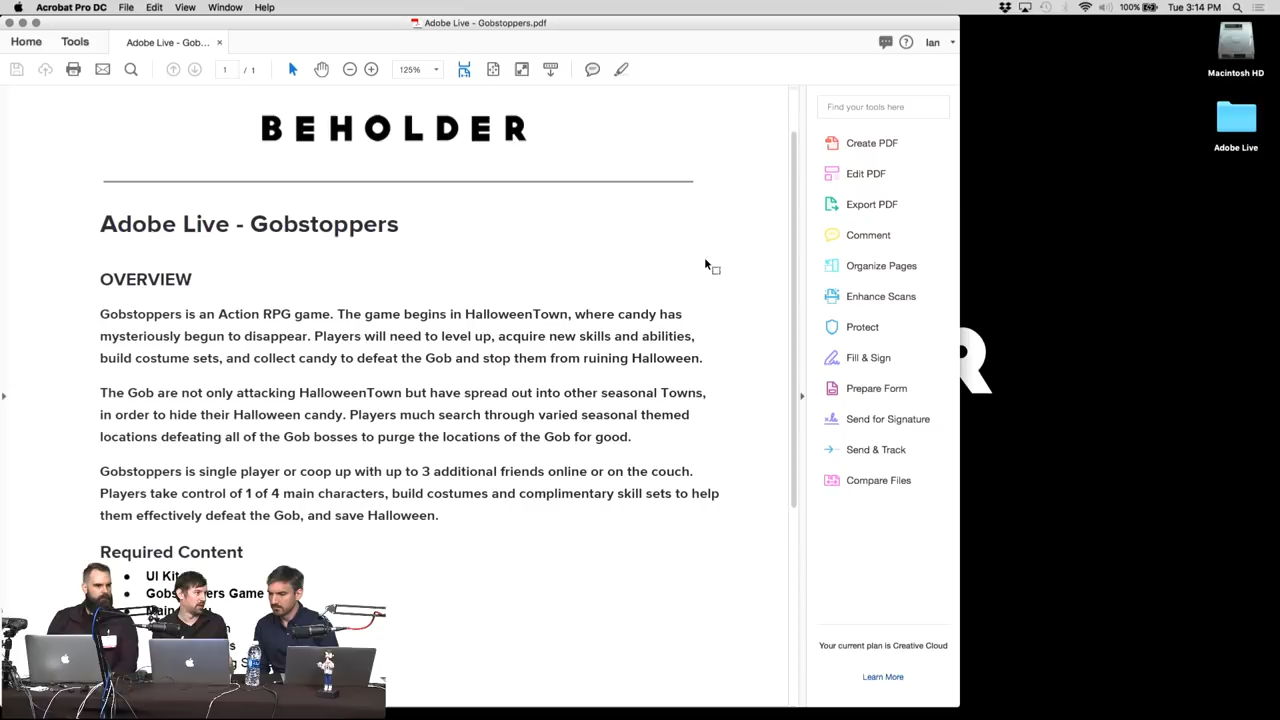 Acrobat Pro DC File Edit View Window Help
100% Tue 3:14 PM
Adobe Live - Gobstoppers.pdf
Home Tools Adobe Live - Gob... × Ian
1 / 1 125%
Macintosh HD
Adobe Live
BEHOLDER
Adobe Live - Gobstoppers
OVERVIEW
Gobstoppers is an Action RPG game. The game begins in HalloweenTown, where candy has
mysteriously begun to disappear. Players will need to level up, acquire new skills and abilities,
build costume sets, and collect candy to defeat the Gob and stop them from ruining Halloween.
The Gob are not only attacking HalloweenTown but have spread out into other seasonal Towns,
in order to hide their Halloween candy. Players much search through varied seasonal themed
locations defeating all of the Gob bosses to purge the locations of the Gob for good.
Gobstoppers is single player or coop up with up to 3 additional friends online or on the couch.
Players take control of 1 of 4 main characters, build costumes and complimentary skill sets to help
them effectively defeat the Gob, and save Halloween.
Required Content
UI Kit
Game
Find your tools here
Create PDF
Edit PDF
Export PDF
Comment
Organize Pages
Enhance Scans
Protect
Fill & Sign
Prepare Form
Send for Signature
Send & Track
Compare Files
Your current plan is Creative Cloud
Learn More
R